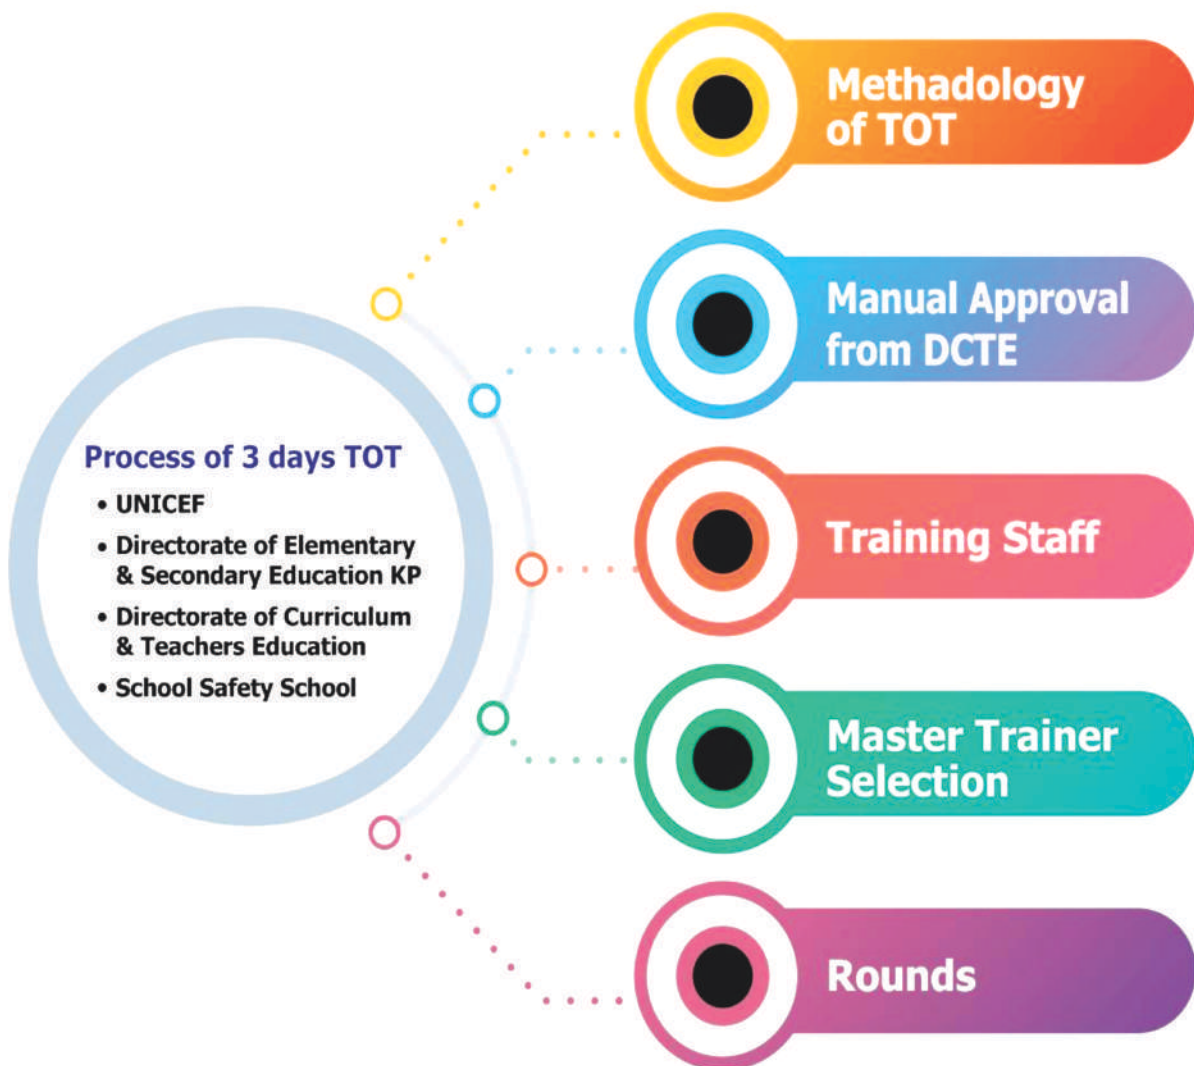 Process of 3 days TOT
• UNICEF
• Directorate of Elementary
& Secondary Education KP
• Directorate of Curriculum
& Teachers Education
• School Safety School
Methadology
of TOT
Manual Approval
from DCTE
Training Staff
Master Trainer
Selection
Rounds